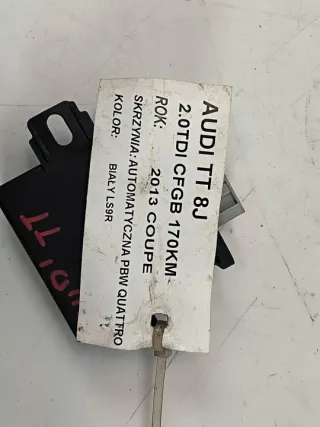 AUDI TT 8J
2.0TDI CFGB 170KM
ROK: 2013 COUPE
SKRZYNIA: AUTOMATYCZNA PBW QUATTRO
KOLOR: BIAŁY LS9R
TT